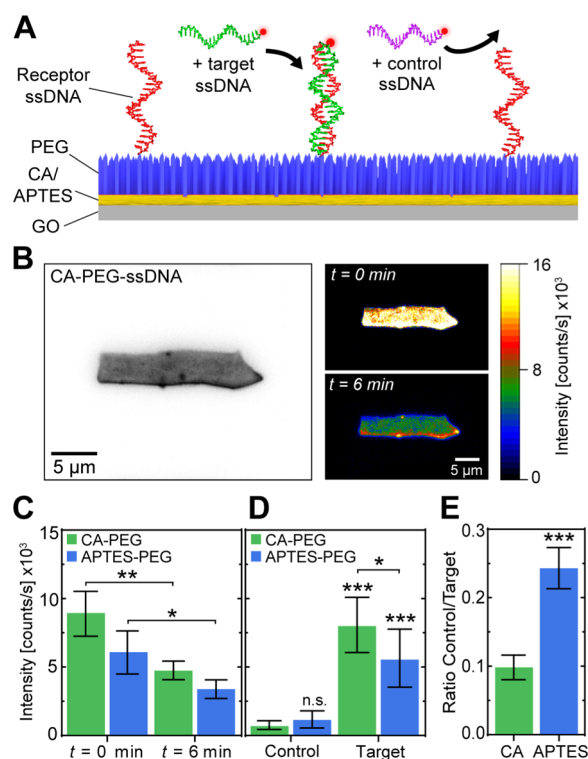 A
+ target
ssDNA
+ control
ssDNA
Receptor
ssDNA
PEG
CA/
APTES
GO
B
CA-PEG-ssDNA
5 μm
t = 0 min
t = 6 min
5 μm
16
8
0
Intensity [counts/s] x10³
C
CA-PEG
APTES-PEG
**
*
15
10
5
0
Intensity [counts/s] x10³
t = 0 min
t = 6 min
D
CA-PEG
APTES-PEG
*
***
***
n.s.
Control
Target
E
***
0.3
0.2
0.1
0.0
Ratio Control/Target
CA
APTES